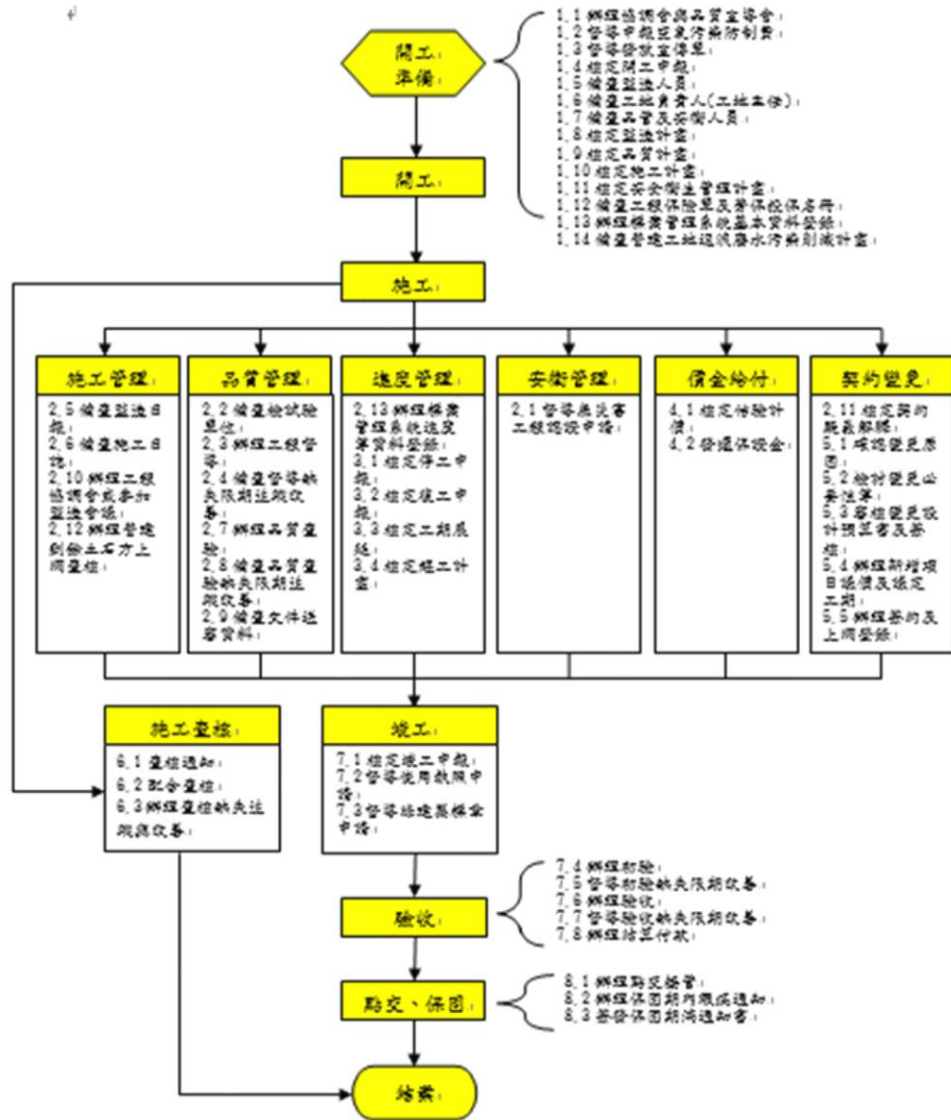 開工
準備
1.1 辦理協調會與品質宣導會
1.2 督導申報空氣污染防制費
1.3 督導發放宣傳單
1.4 核定開工申報
1.5 備查監造人員
1.6 備查工地負責人(工地主任)
1.7 備查品管及安衛人員
1.8 核定監造計畫
1.9 核定品質計畫
1.10 核定施工計畫
1.11 核定安全衛生管理計畫
1.12 備查工程保險單及勞保投保名冊
1.13 辦理標案管理系統基本資料登錄
1.14 備查營建工地逕流廢水污染削減計畫
開工
施工
施工管理
2.5 備查監造日
報
2.6 備查施工日
誌
2.10 辦理工程
協調會或參加
監造會議
2.12 辦理營建
剩餘土石方上
網查核
品質管理
2.2 備查檢試驗
單位
2.3 辦理工程督
導
2.4 備查督導缺
失限期追蹤改
善
2.7 辦理品質查
驗
2.8 備查品質查
驗缺失限期追
蹤改善
2.9 備查文件送
審資料
進度管理
2.13 辦理標案
管理系統進度
等資料登錄
3.1 核定停工申
報
3.2 核定復工申
報
3.3 核定工期展
延
3.4 核定趕工計
畫
安衛管理
2.1 督導無災害
工程認證申請
價金給付
4.1 核定估驗計
價
4.2 發還保證金
契約變更
2.11 核定契約
疑義解釋
5.1 確認變更原
因
5.2 檢討變更必
要性等
5.3 審核變更設
計預算書及簽
核
5.4 辦理新增項
目議價及議定
工期
5.5 辦理簽約及
上網登錄
施工查核
6.1 查核通知
6.2 配合查核
6.3 辦理查核缺失追
蹤與改善
竣工
7.1 核定竣工申報
7.2 督導使用執照申
請
7.3 督導綠建築標章
申請
驗收
7.4 辦理初驗
7.5 督導初驗缺失限期改善
7.6 辦理驗收
7.7 督導驗收缺失限期改善
7.8 辦理結算付款
點交、保固
8.1 辦理點交接管
8.2 辦理保固期內瑕疵通知
8.3 簽發保固期滿通知書
結案